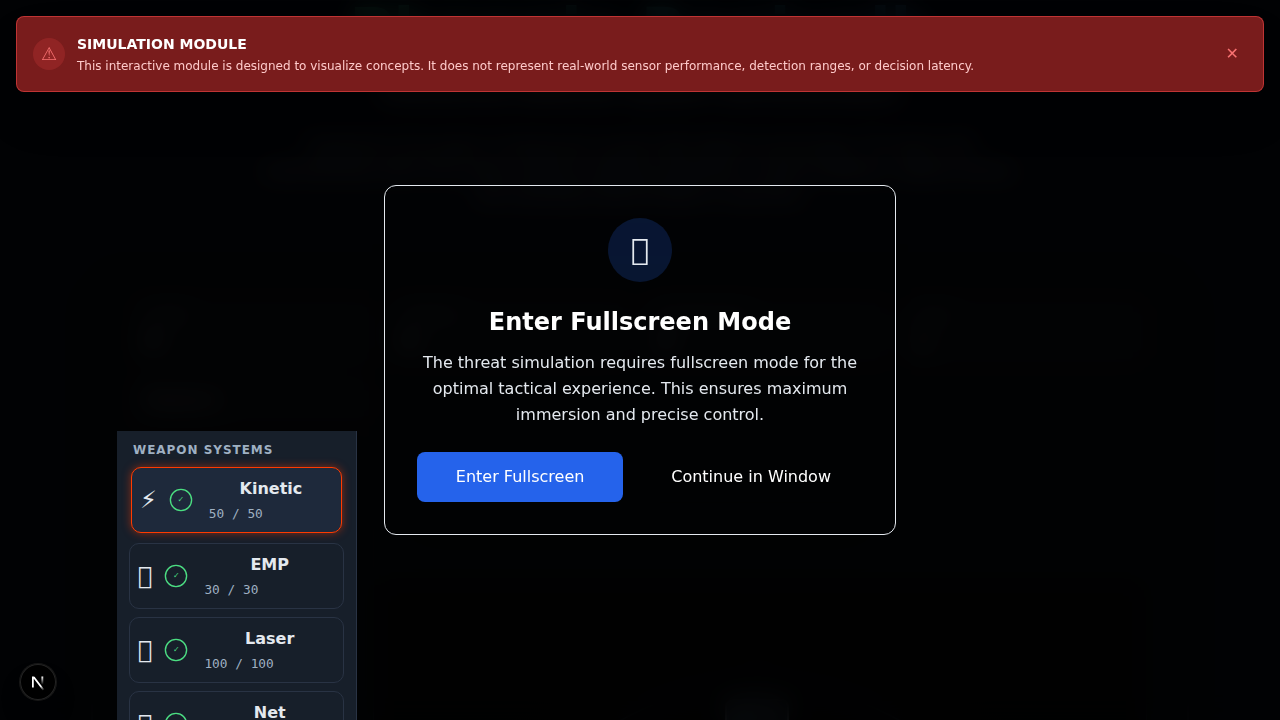 SIMULATION MODULE
This interactive module is designed to visualize concepts. It does not represent real-world sensor performance, detection ranges, or decision latency.
Enter Fullscreen Mode
The threat simulation requires fullscreen mode for the
optimal tactical experience. This ensures maximum
immersion and precise control.
Enter Fullscreen
Continue in Window
WEAPON SYSTEMS
Kinetic
50 / 50
EMP
30 / 30
Laser
100 / 100
Net